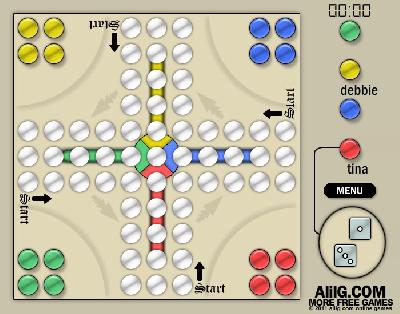 00:00
Start
debbie
Start
tina
MENU
Start
Start
AliG.COM
MORE FREE GAMES